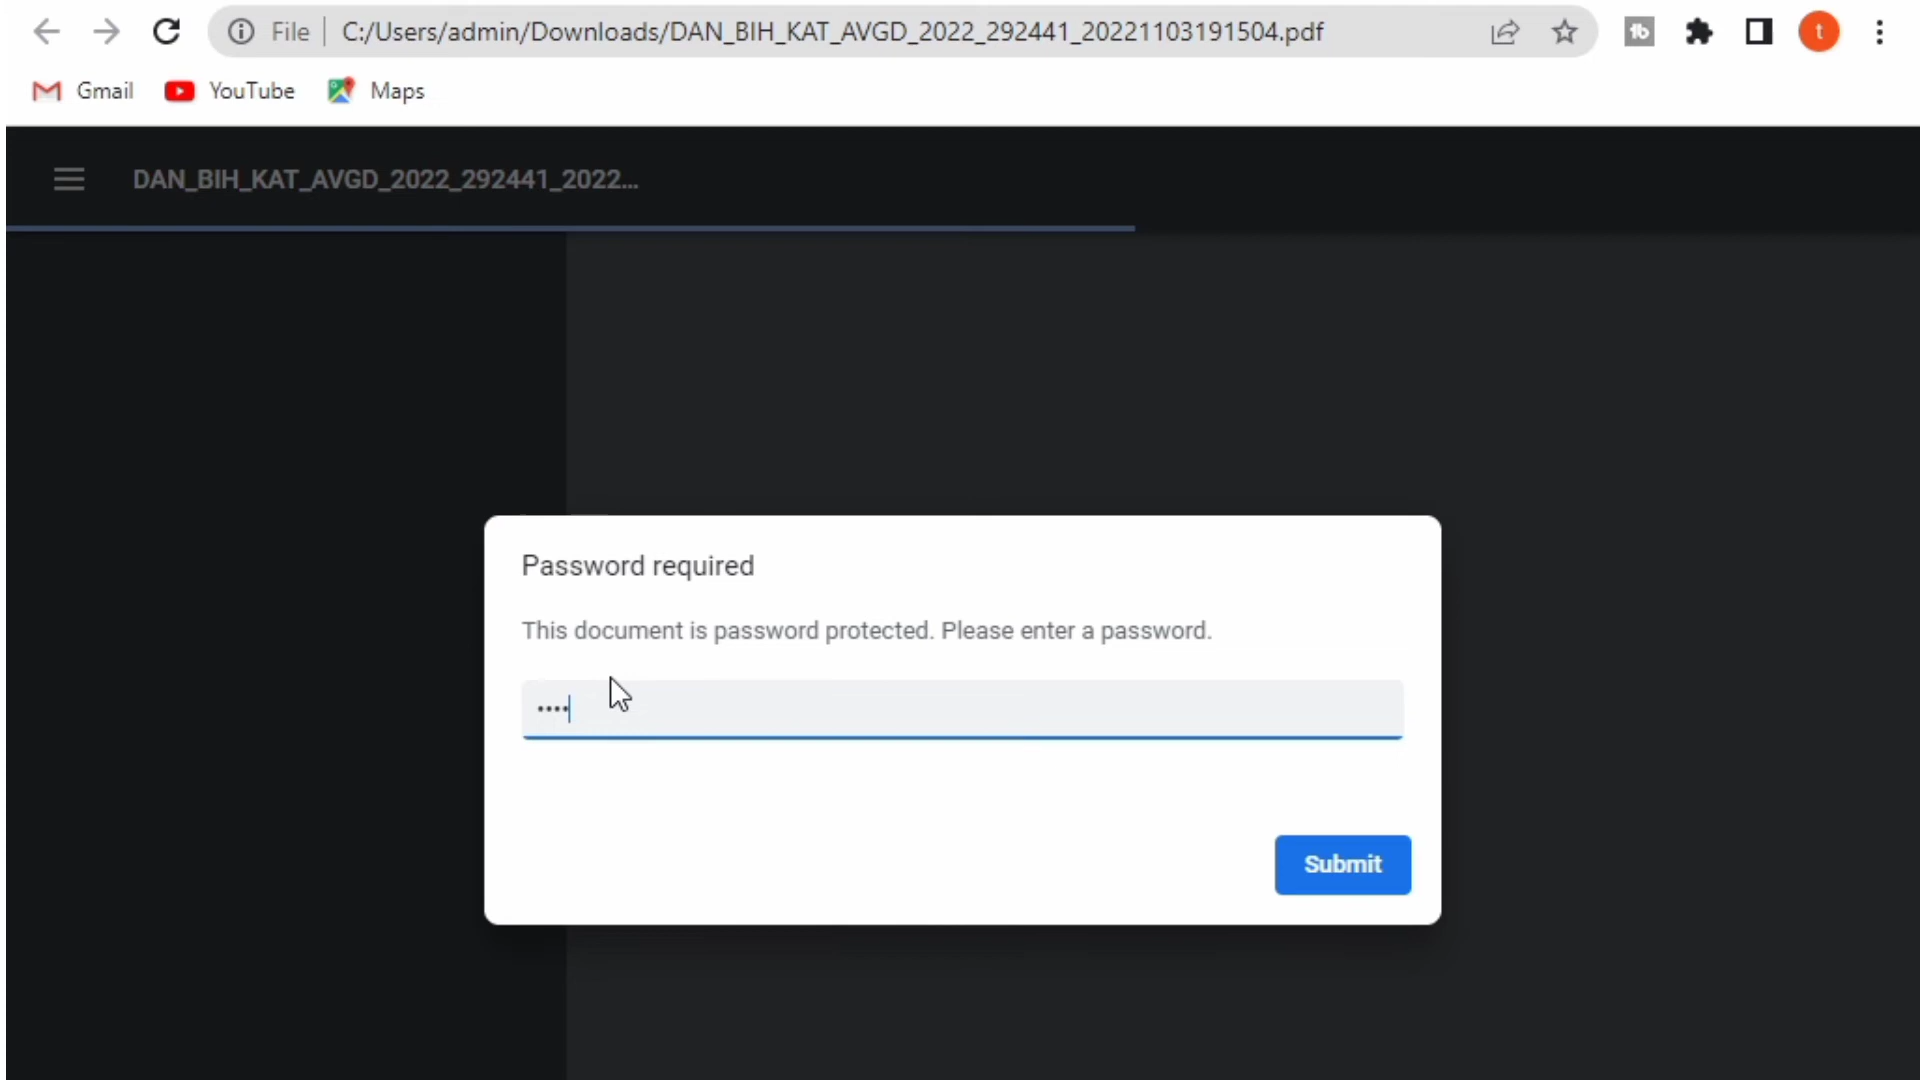 File C:/Users/admin/Downloads/DAN_BIH_KAT_AVGD_2022_292441_20221103191504.pdf
t
Gmail YouTube Maps
DAN_BIH_KAT_AVGD_2022_292441_2022...
Password required
This document is password protected. Please enter a password.
••••
Submit